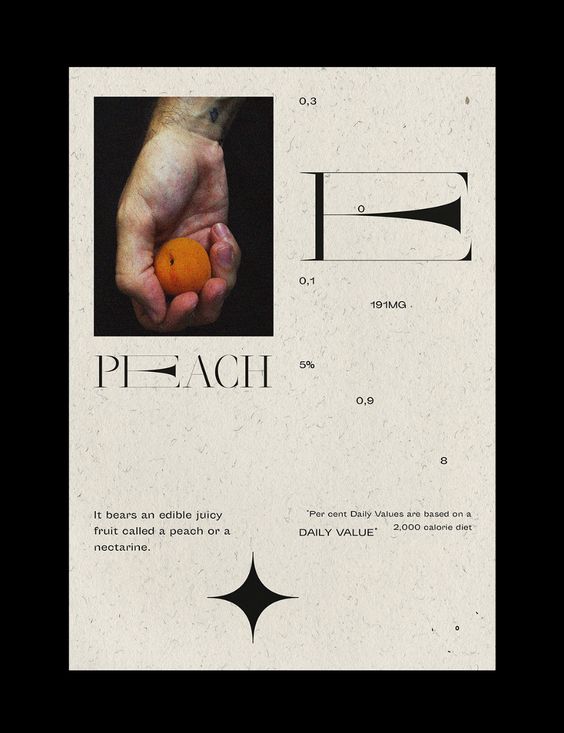 0,3
E
0
0,1
191MG
PEACH
5%
0,9
8
It bears an edible juicy
fruit called a peach or a
nectarine.
*Per cent Daily Values are based on a
2,000 calorie diet
DAILY VALUE*
0